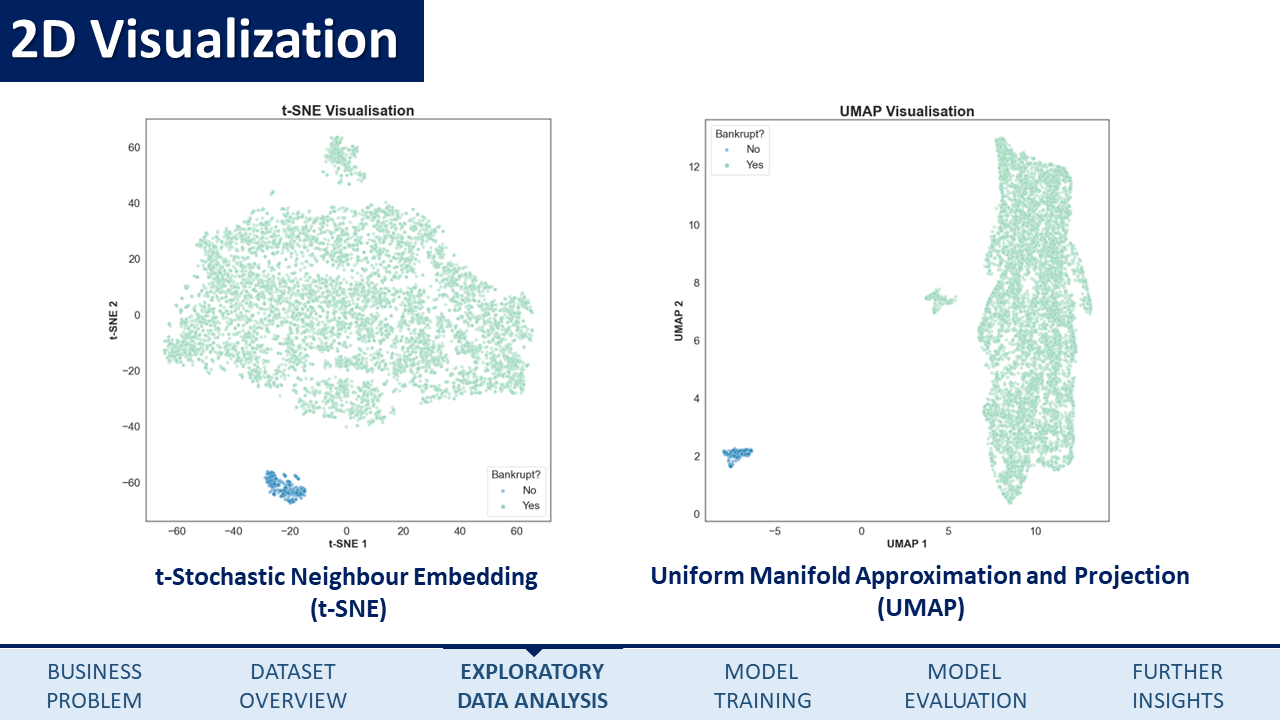 2D Visualization
t-SNE Visualisation
60
40
20
0
−20
−40
−60
t-SNE 2
Bankrupt?
No
Yes
−60 −40 −20 0 20 40 60
t-SNE 1
t-Stochastic Neighbour Embedding
(t-SNE)
UMAP Visualisation
Bankrupt?
No
Yes
12
10
8
6
4
2
0
UMAP 2
−5 0 5 10
UMAP 1
Uniform Manifold Approximation and Projection
(UMAP)
BUSINESS
PROBLEM
DATASET
OVERVIEW
EXPLORATORY
DATA ANALYSIS
MODEL
TRAINING
MODEL
EVALUATION
FURTHER
INSIGHTS